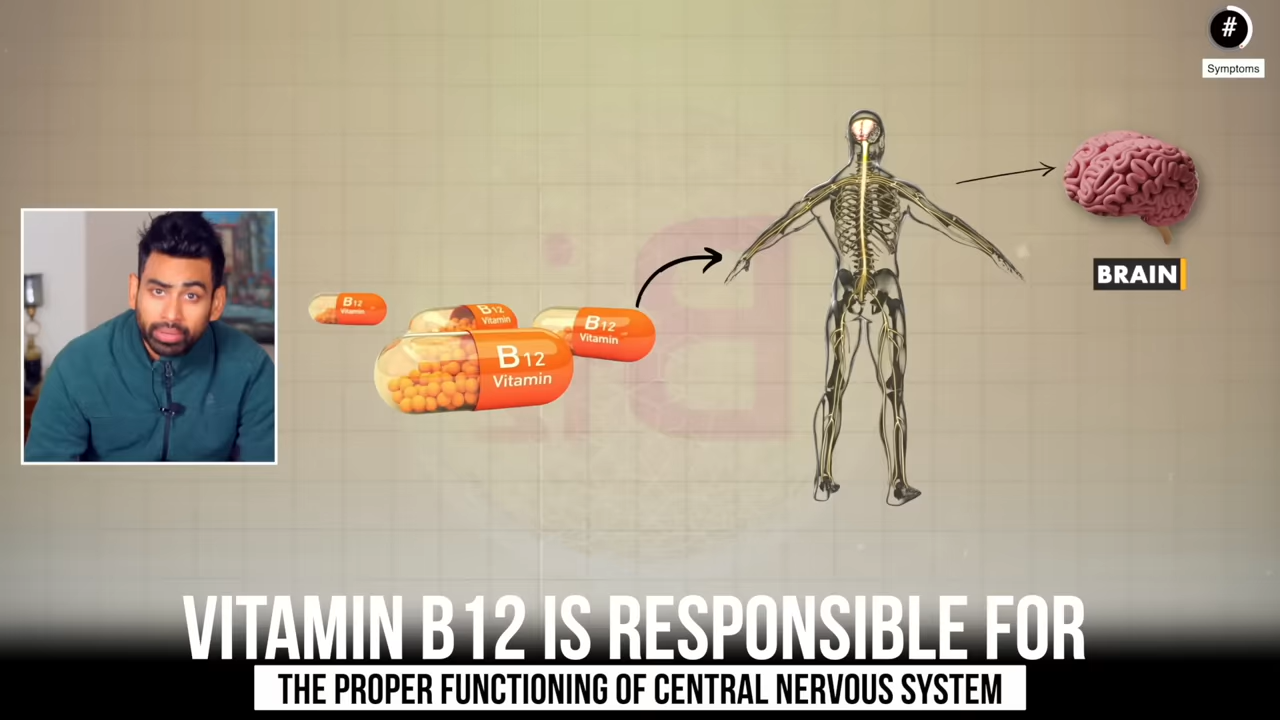 #
Symptoms
B12
Vitamin
B12
Vitamin
B12
Vitamin
B12
Vitamin
BRAIN
VITAMIN B12 IS RESPONSIBLE FOR
THE PROPER FUNCTIONING OF CENTRAL NERVOUS SYSTEM